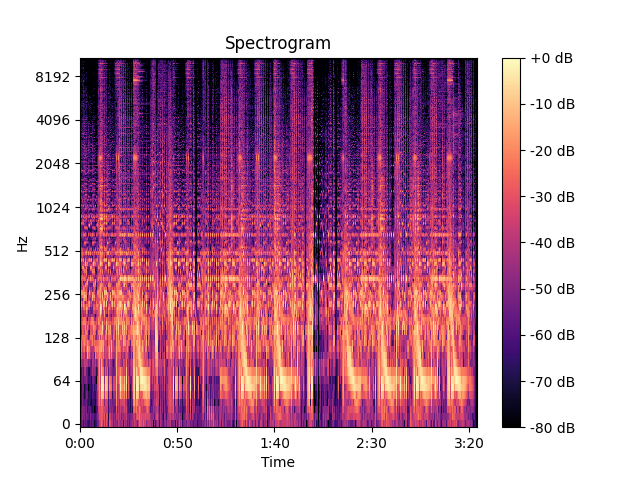 Spectrogram
8192
4096
2048
1024
512
256
128
64
0
Hz
0:00
0:50
1:40
2:30
3:20
Time
+0 dB
-10 dB
-20 dB
-30 dB
-40 dB
-50 dB
-60 dB
-70 dB
-80 dB